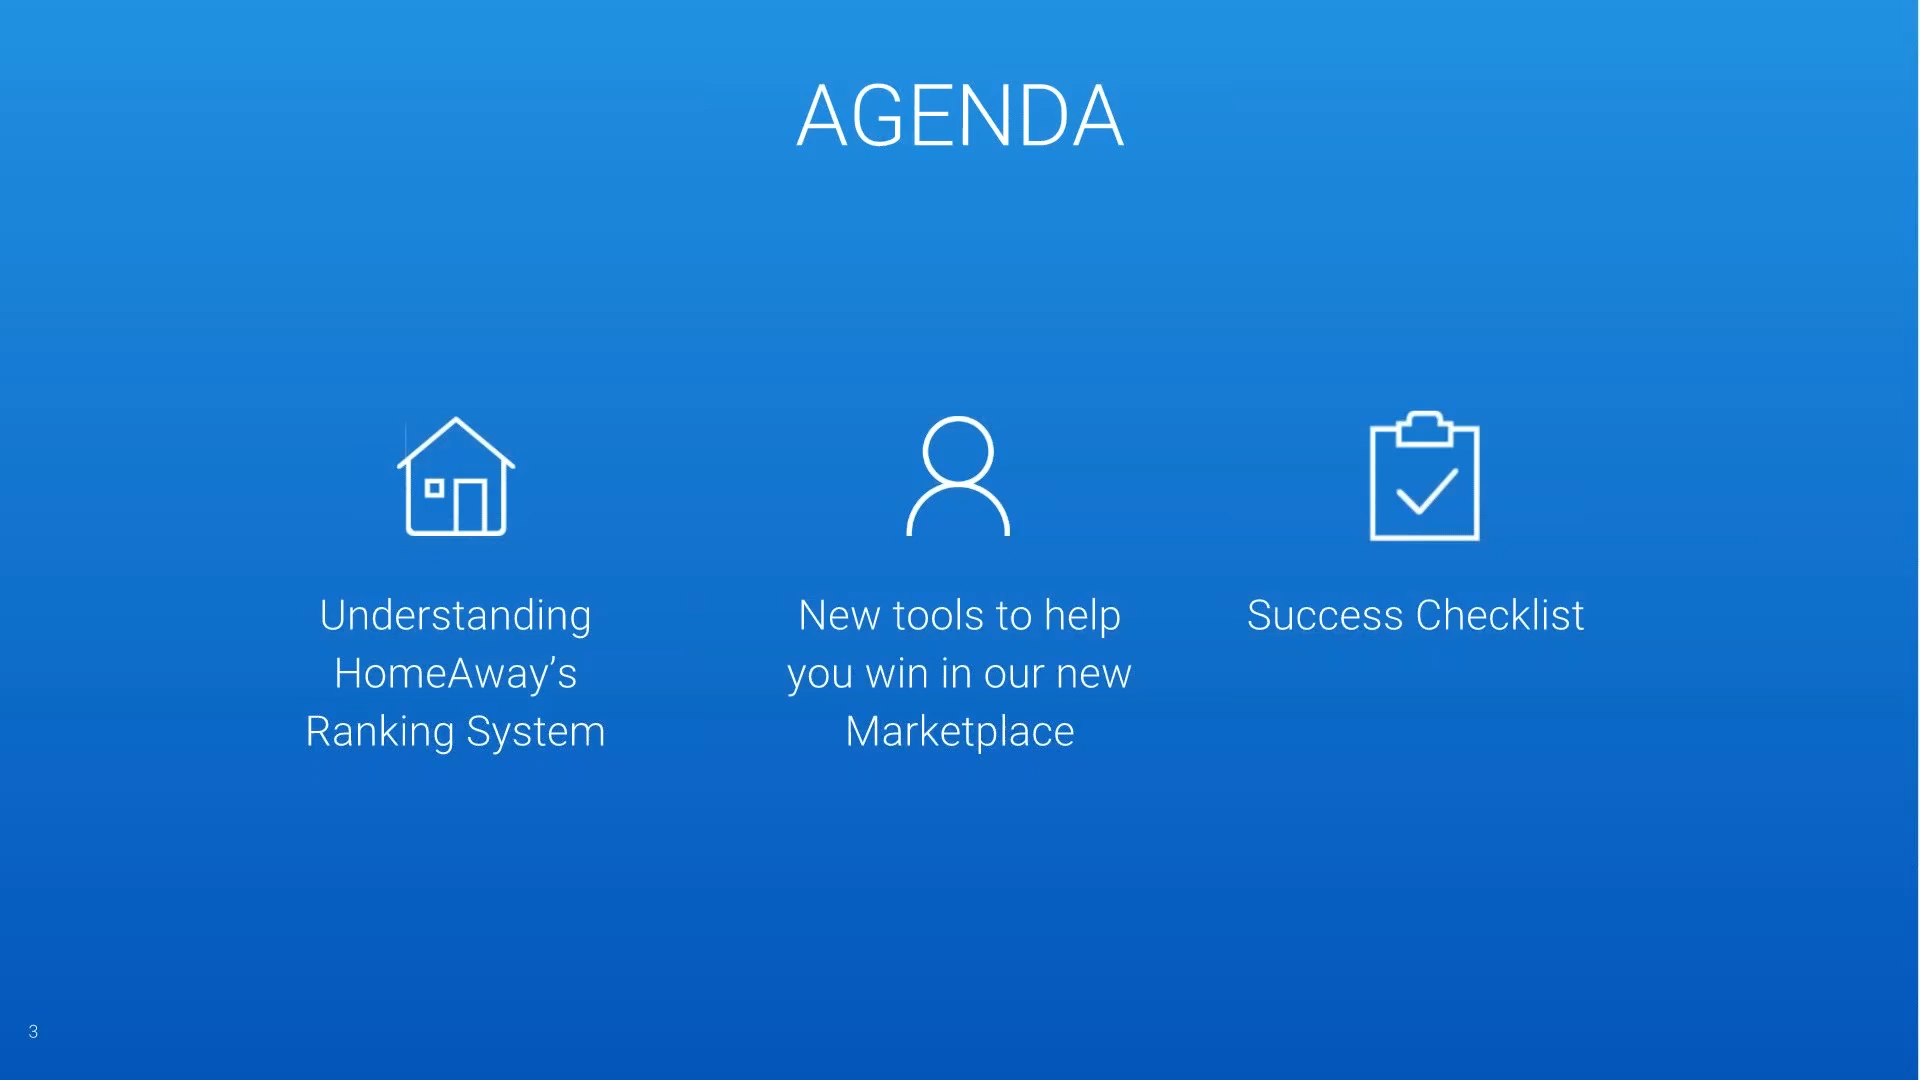 AGENDA
Understanding
HomeAway’s
Ranking System
New tools to help
you win in our new
Marketplace
Success Checklist
3